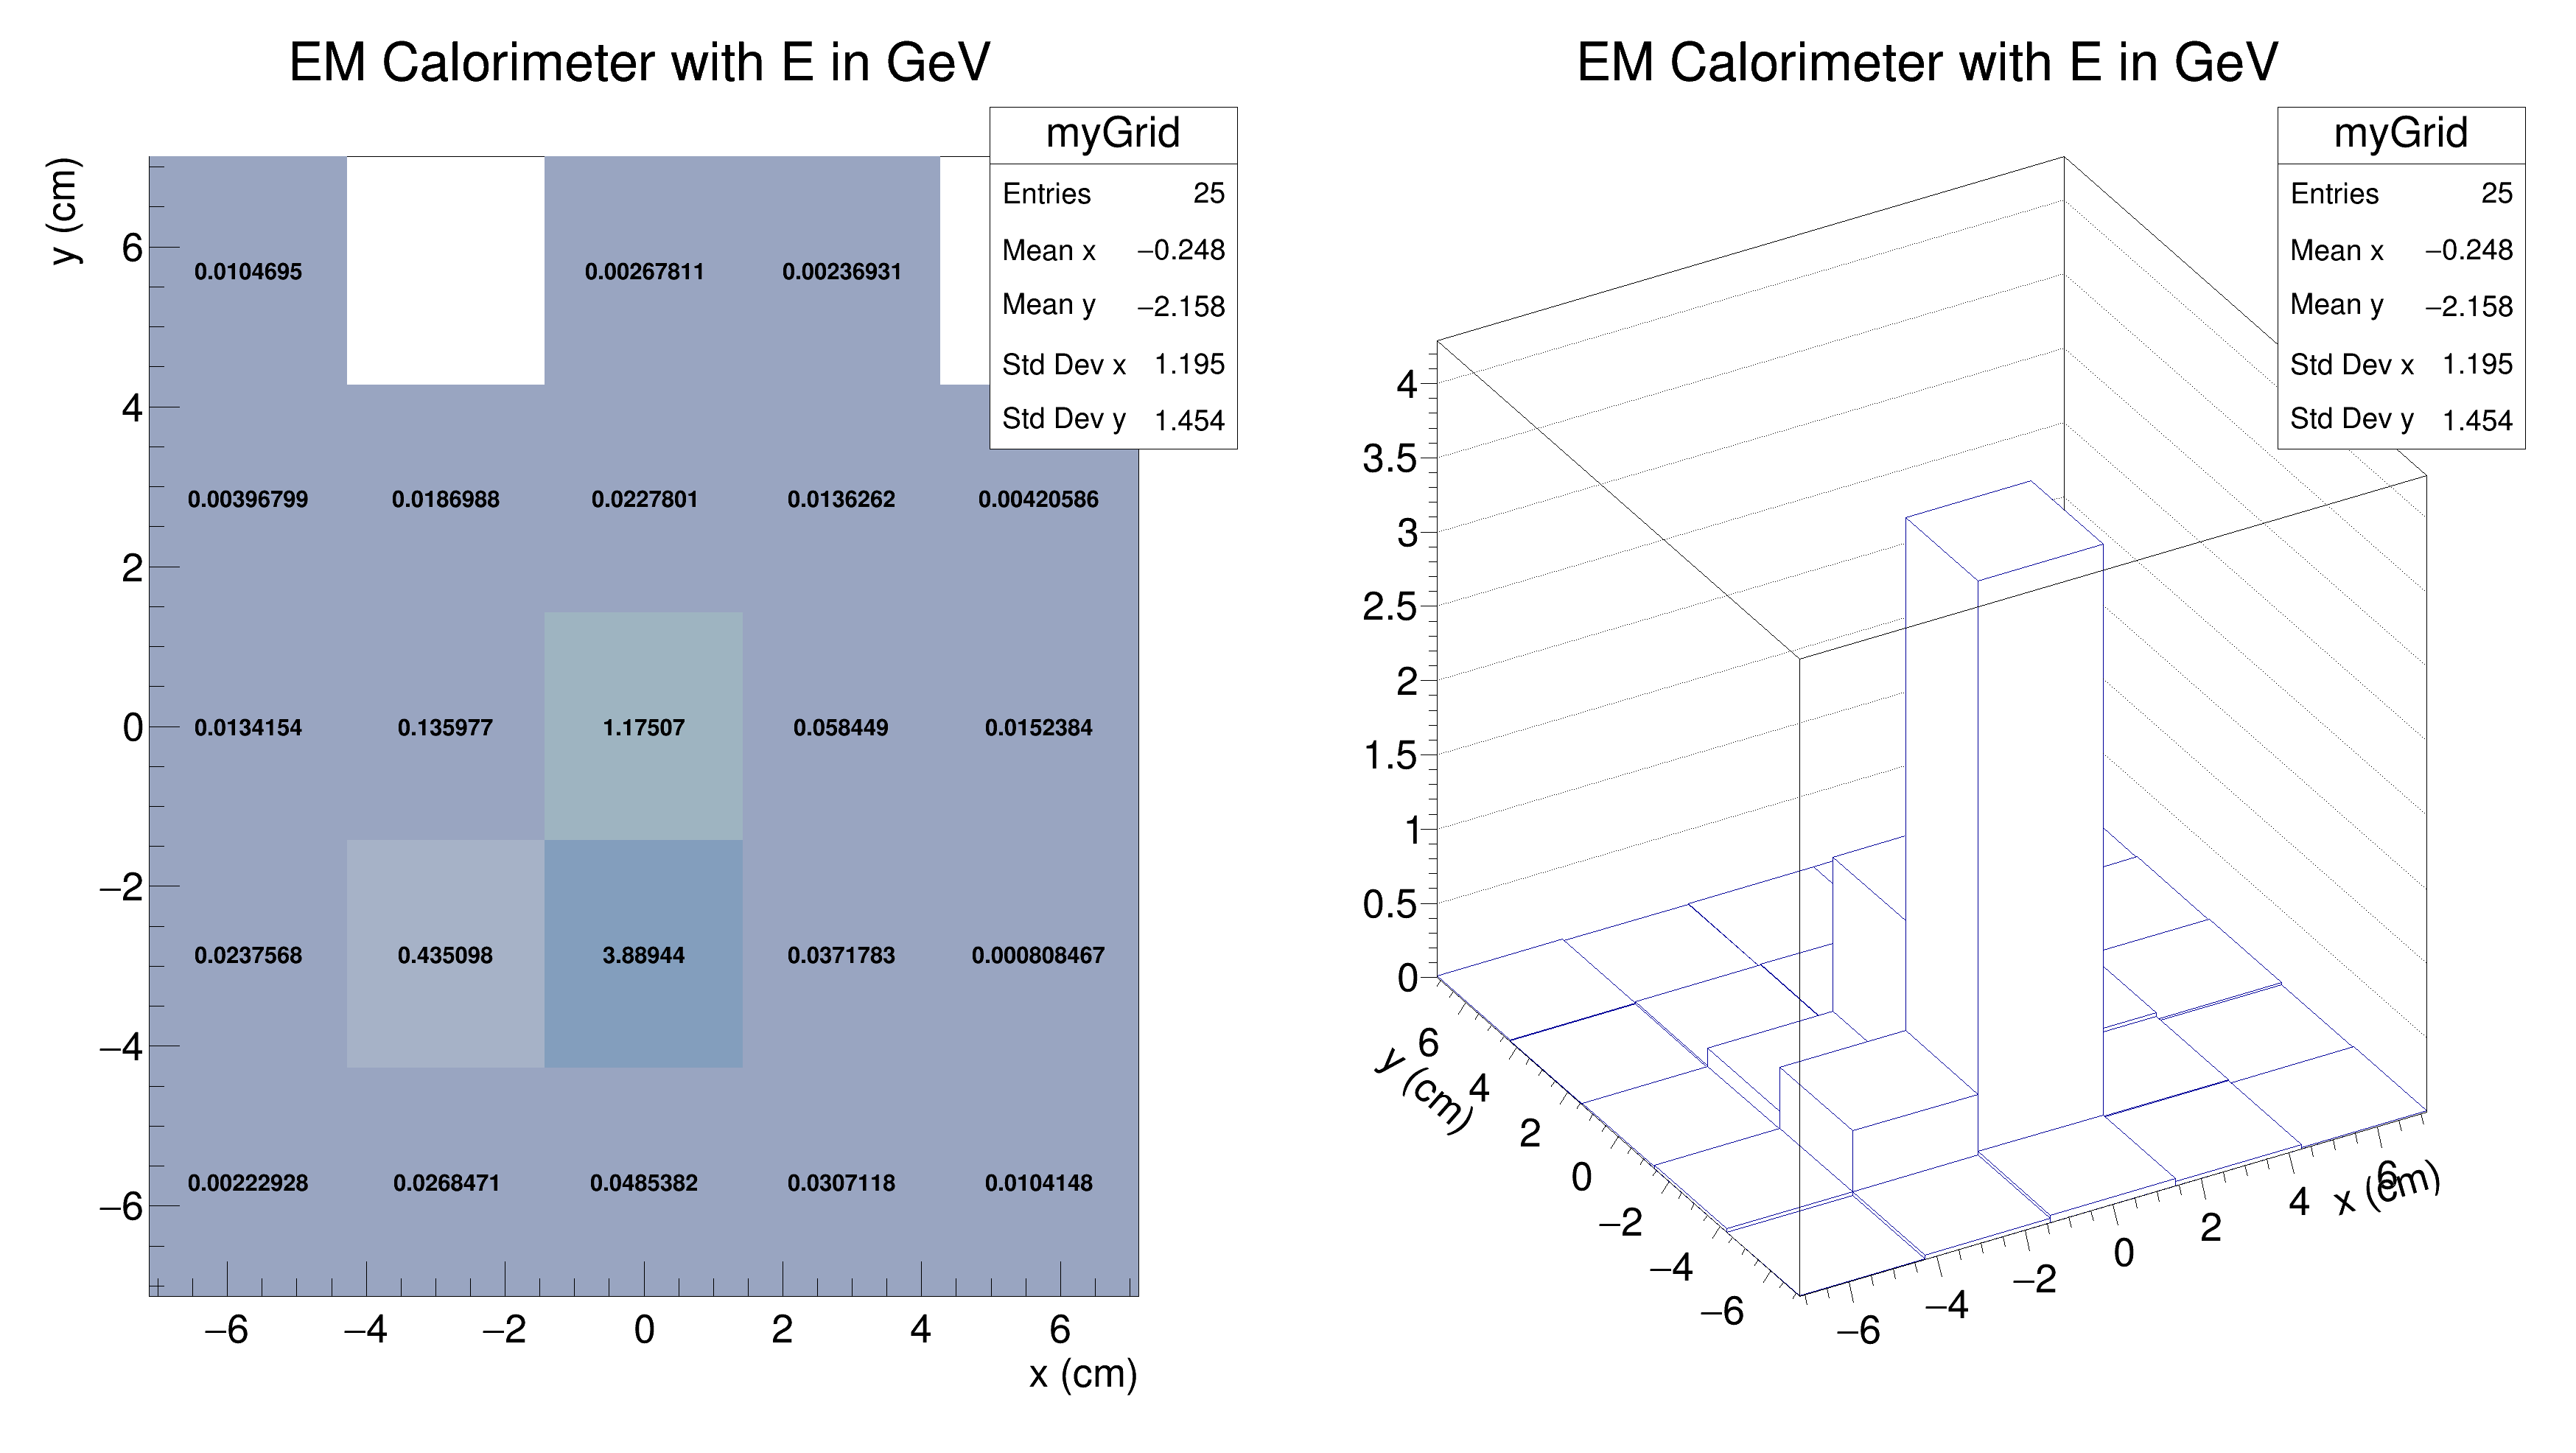 EM Calorimeter with E in GeV
myGrid
Entries 25
Mean x −0.248
Mean y −2.158
Std Dev x 1.195
Std Dev y 1.454
y (cm)
6
4
2
0
−2
−4
−6
0.0104695 0.00267811 0.00236931
0.00396799 0.0186988 0.0227801 0.0136262 0.00420586
0.0134154 0.135977 1.17507 0.058449 0.0152384
0.0237568 0.435098 3.88944 0.0371783 0.000808467
0.00222928 0.0268471 0.0485382 0.0307118 0.0104148
−6 −4 −2 0 2 4 6
x (cm)
EM Calorimeter with E in GeV
myGrid
Entries 25
Mean x −0.248
Mean y −2.158
Std Dev x 1.195
Std Dev y 1.454
4
3.5
3
2.5
2
1.5
1
0.5
0
y (cm)
6
4
2
0
−2
−4
−6
−6
−4
−2
0
2
4
6
x (cm)